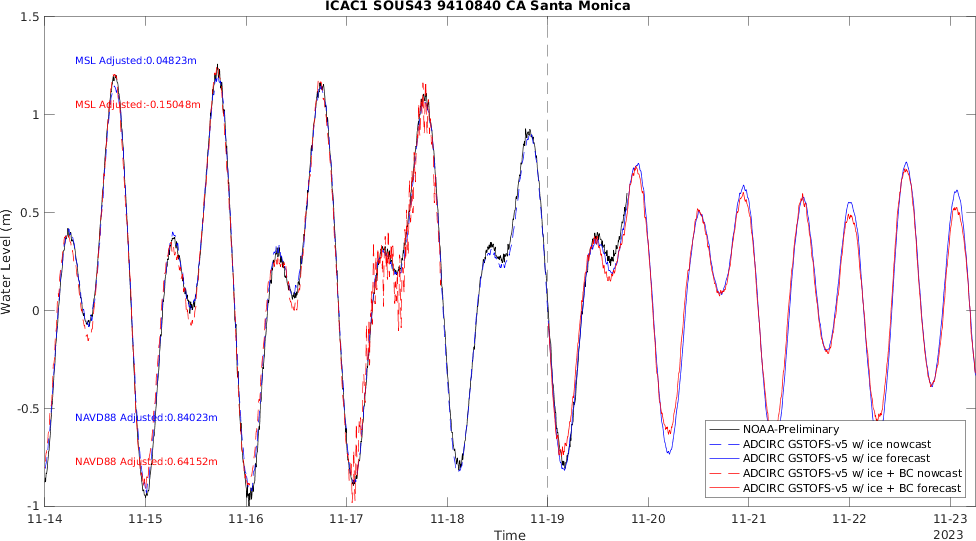 ICAC1 SOUS43 9410840 CA Santa Monica
1.5
MSL Adjusted:0.04823m
MSL Adjusted:-0.15048m
1
0.5
Water Level (m)
0
-0.5
NAVD88 Adjusted:0.84023m
NAVD88 Adjusted:0.64152m
NOAA-Preliminary
ADCIRC GSTOFS-v5 w/ ice nowcast
ADCIRC GSTOFS-v5 w/ ice forecast
ADCIRC GSTOFS-v5 w/ ice + BC nowcast
ADCIRC GSTOFS-v5 w/ ice + BC forecast
-1
11-14 11-15 11-16 11-17 11-18 11-19 11-20 11-21 11-22 11-23
Time 2023